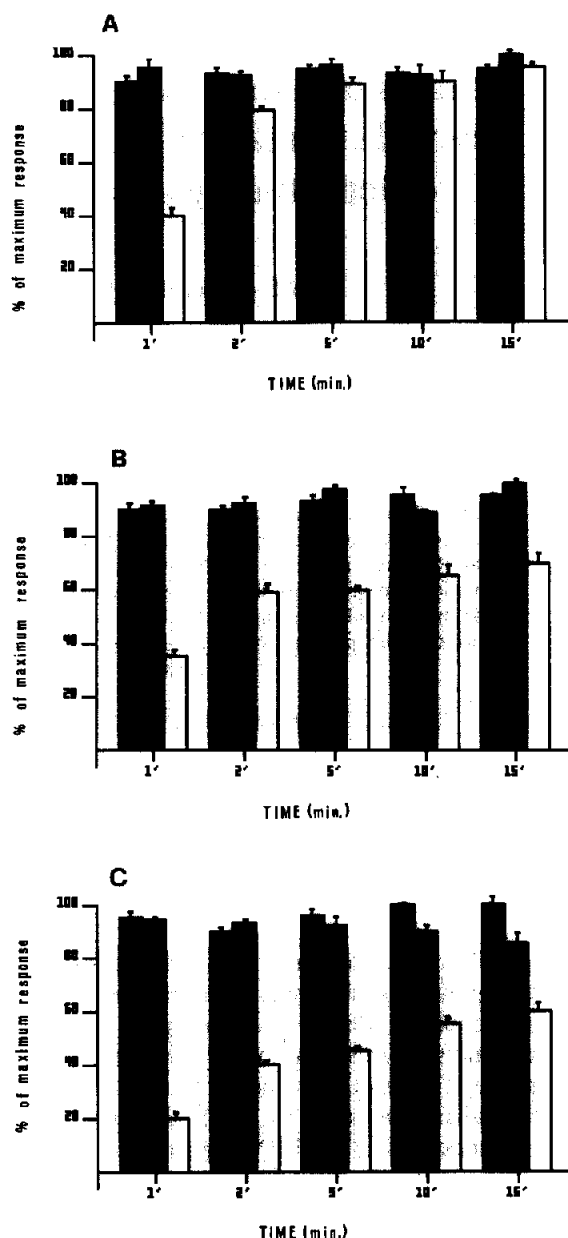 A
% of maximum response
100
80
60
40
20
1' 2' 5' 10' 15'
TIME (min.)
B
% of maximum response
100
80
60
40
20
1' 2' 5' 10' 15'
TIME (min.)
C
% of maximum response
100
80
60
40
20
1' 2' 5' 10' 15'
TIME (min.)